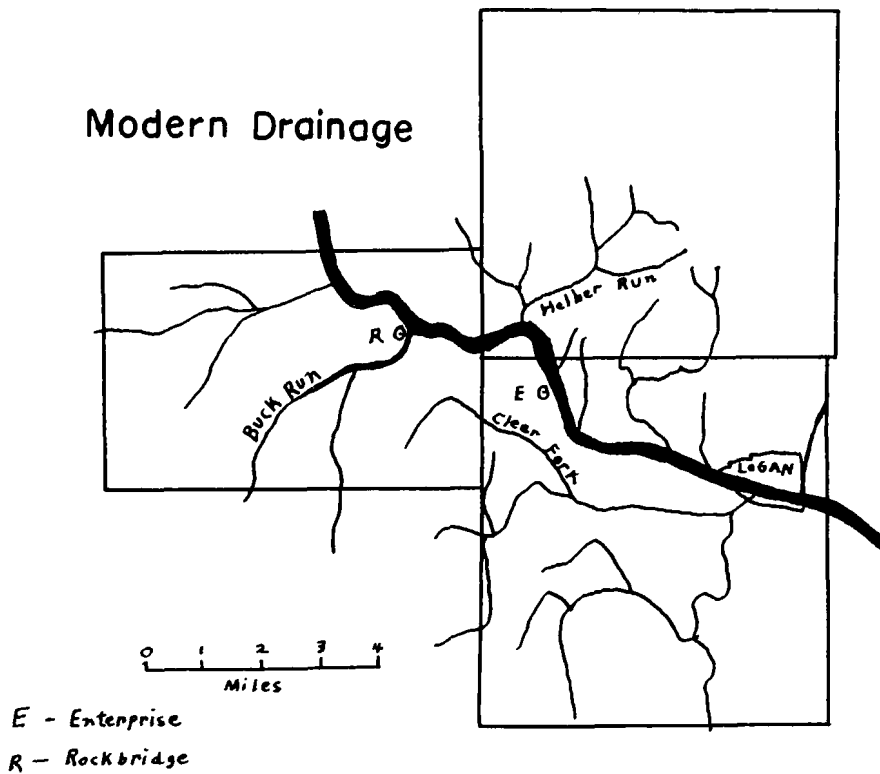 Modern Drainage
Helber Run
R
Buck Run
E
Clear Fork
LOGAN
0 1 2 3 4
Miles
E - Enterprise
R - Rockbridge